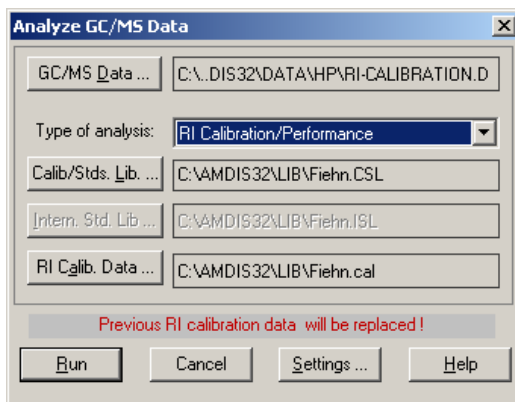 Analyze GC/MS Data
GC/MS Data ... C:\..DIS32\DATA\HP\RI-CALIBRATION.D
Type of analysis: RI Calibration/Performance
Calib/Stds. Lib. ... C:\AMDIS32\LIB\Fiehn.CSL
Intern. Std. Lib ... C:\AMDIS32\LIB\Fiehn.ISL
RI Calib. Data ... C:\AMDIS32\LIB\Fiehn.cal
Previous RI calibration data will be replaced !
Run Cancel Settings ... Help